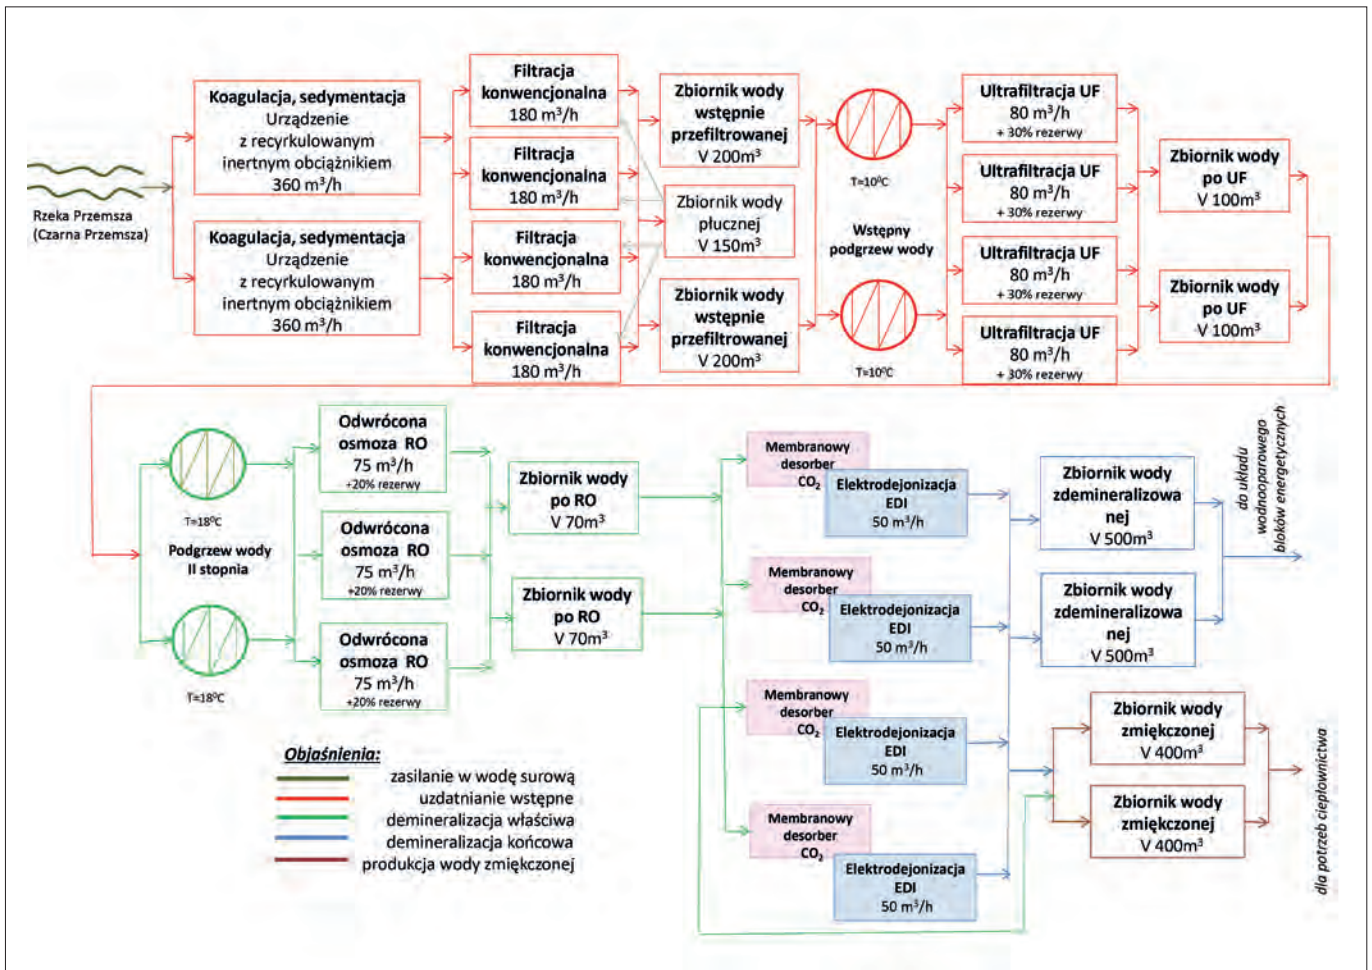 Rzeka Przemsza
(Czarna Przemsza)
Koagulacja, sedymentacja
Urządzenie
z recyrkulowanym
inertnym obciążnikiem
360 m³/h
Koagulacja, sedymentacja
Urządzenie
z recyrkulowanym
inertnym obciążnikiem
360 m³/h
Filtracja
konwencjonalna
180 m³/h
Filtracja
konwencjonalna
180 m³/h
Filtracja
konwencjonalna
180 m³/h
Filtracja
konwencjonalna
180 m³/h
Zbiornik wody
wstępnie
przefiltrowanej
V 200m³
Zbiornik wody
płucznej
V 150m³
Zbiornik wody
wstępnie
przefiltrowanej
V 200m³
T=10⁰C
Wstępny
podgrzew wody
T=10⁰C
Ultrafiltracja UF
80 m³/h
+ 30% rezerwy
Ultrafiltracja UF
80 m³/h
+ 30% rezerwy
Ultrafiltracja UF
80 m³/h
+ 30% rezerwy
Ultrafiltracja UF
80 m³/h
+ 30% rezerwy
Zbiornik wody
po UF
V 100m³
Zbiornik wody
po UF
V 100m³
T=18⁰C
Podgrzew wody
II stopnia
T=18⁰C
Odwrócona
osmoza RO
75 m³/h
+20% rezerwy
Odwrócona
osmoza RO
75 m³/h
+20% rezerwy
Odwrócona
osmoza RO
75 m³/h
+20% rezerwy
Zbiornik wody
po RO
V 70m³
Zbiornik wody
po RO
V 70m³
Membranowy
desorber
CO₂
Elektrodejonizacja
EDI
50 m³/h
Membranowy
desorber
CO₂
Elektrodejonizacja
EDI
50 m³/h
Membranowy
desorber
CO₂
Elektrodejonizacja
EDI
50 m³/h
Membranowy
desorber
CO₂
Elektrodejonizacja
EDI
50 m³/h
Zbiornik wody
zdemineralizowa
nej
V 500m³
Zbiornik wody
zdemineralizowa
nej
V 500m³
do układu
wodnooparowego
bloków energetycznych
Zbiornik wody
zmiękczonej
V 400m³
Zbiornik wody
zmiękczonej
V 400m³
dla potrzeb ciepłownictwa
Objaśnienia:
zasilanie w wodę surową
uzdatnianie wstępne
demineralizacja właściwa
demineralizacja końcowa
produkcja wody zmiękczonej